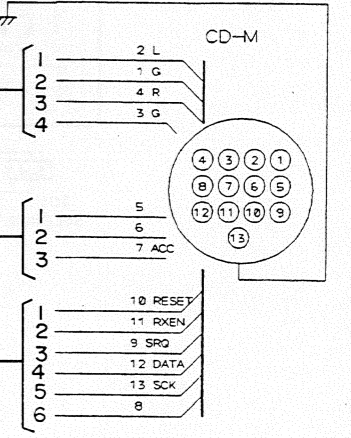 CD-M
1 2 L
2 1 G
3 4 R
4 3 G
4 3 2 1
8 7 6 5
12 11 10 9
13
1 5
2 6
3 7 ACC
1 10 RESET
2 11 RXEN
3 9 SRQ
4 12 DATA
5 13 SCK
6 8